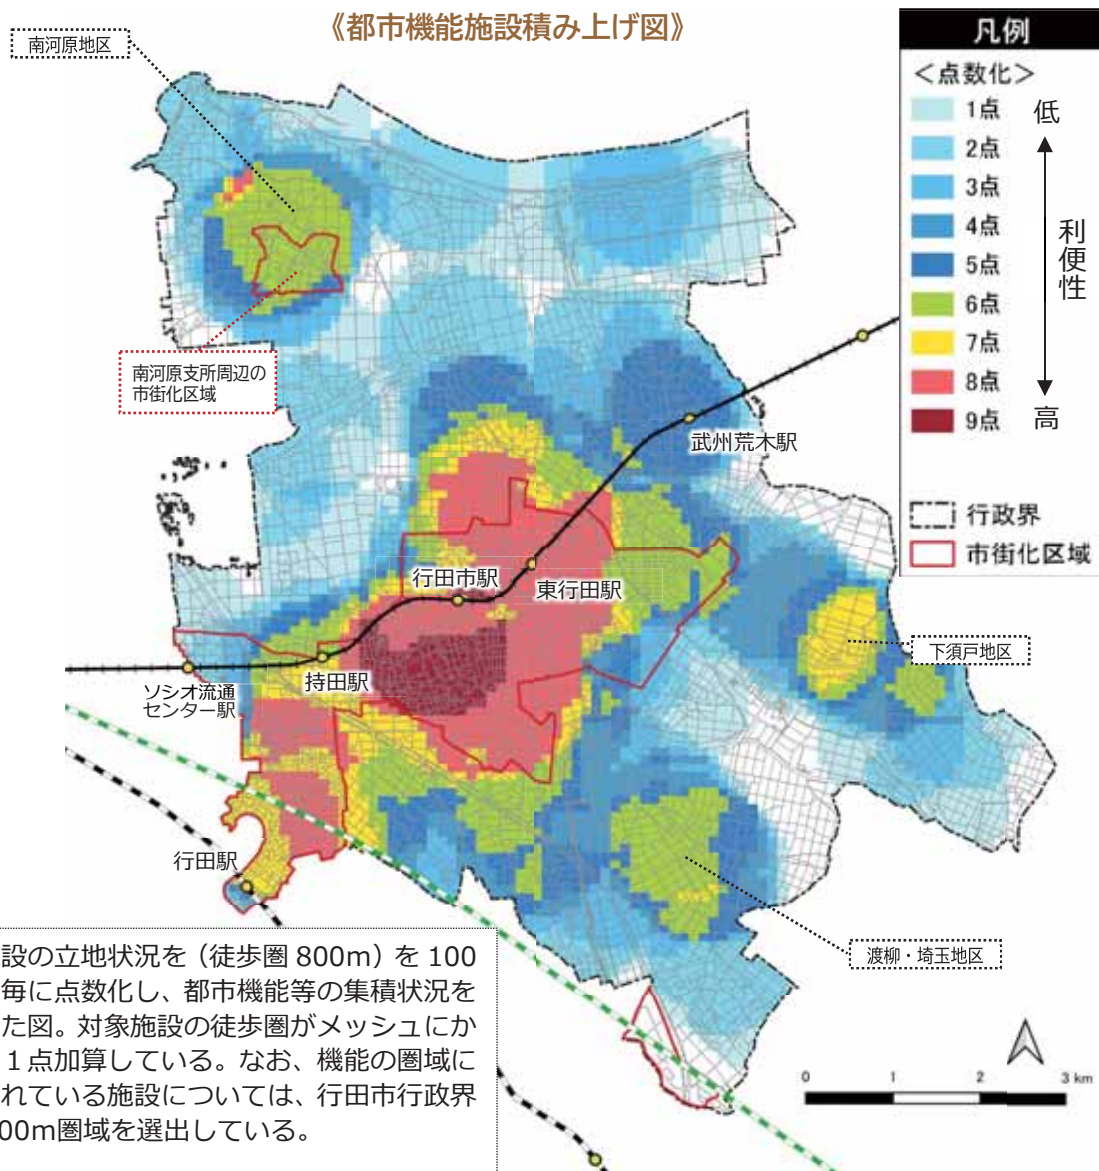 《都市機能施設積み上げ図》
南河原地区
南河原支所周辺の
市街化区域
武州荒木駅
行田市駅
東行田駅
持田駅
ソシオ流通
センター駅
下須戸地区
行田駅
渡柳・埼玉地区
凡例
＜点数化＞
1点
2点
3点
4点
5点
6点
7点
8点
9点
低
利便性
高
行政界
市街化区域
設の立地状況を（徒歩圏 800m）を 100
毎に点数化し、都市機能等の集積状況を
た図。対象施設の徒歩圏がメッシュにか
１点加算している。なお、機能の圏域に
れている施設については、行田市行政界
00m圏域を選出している。
0 1 2 3 km